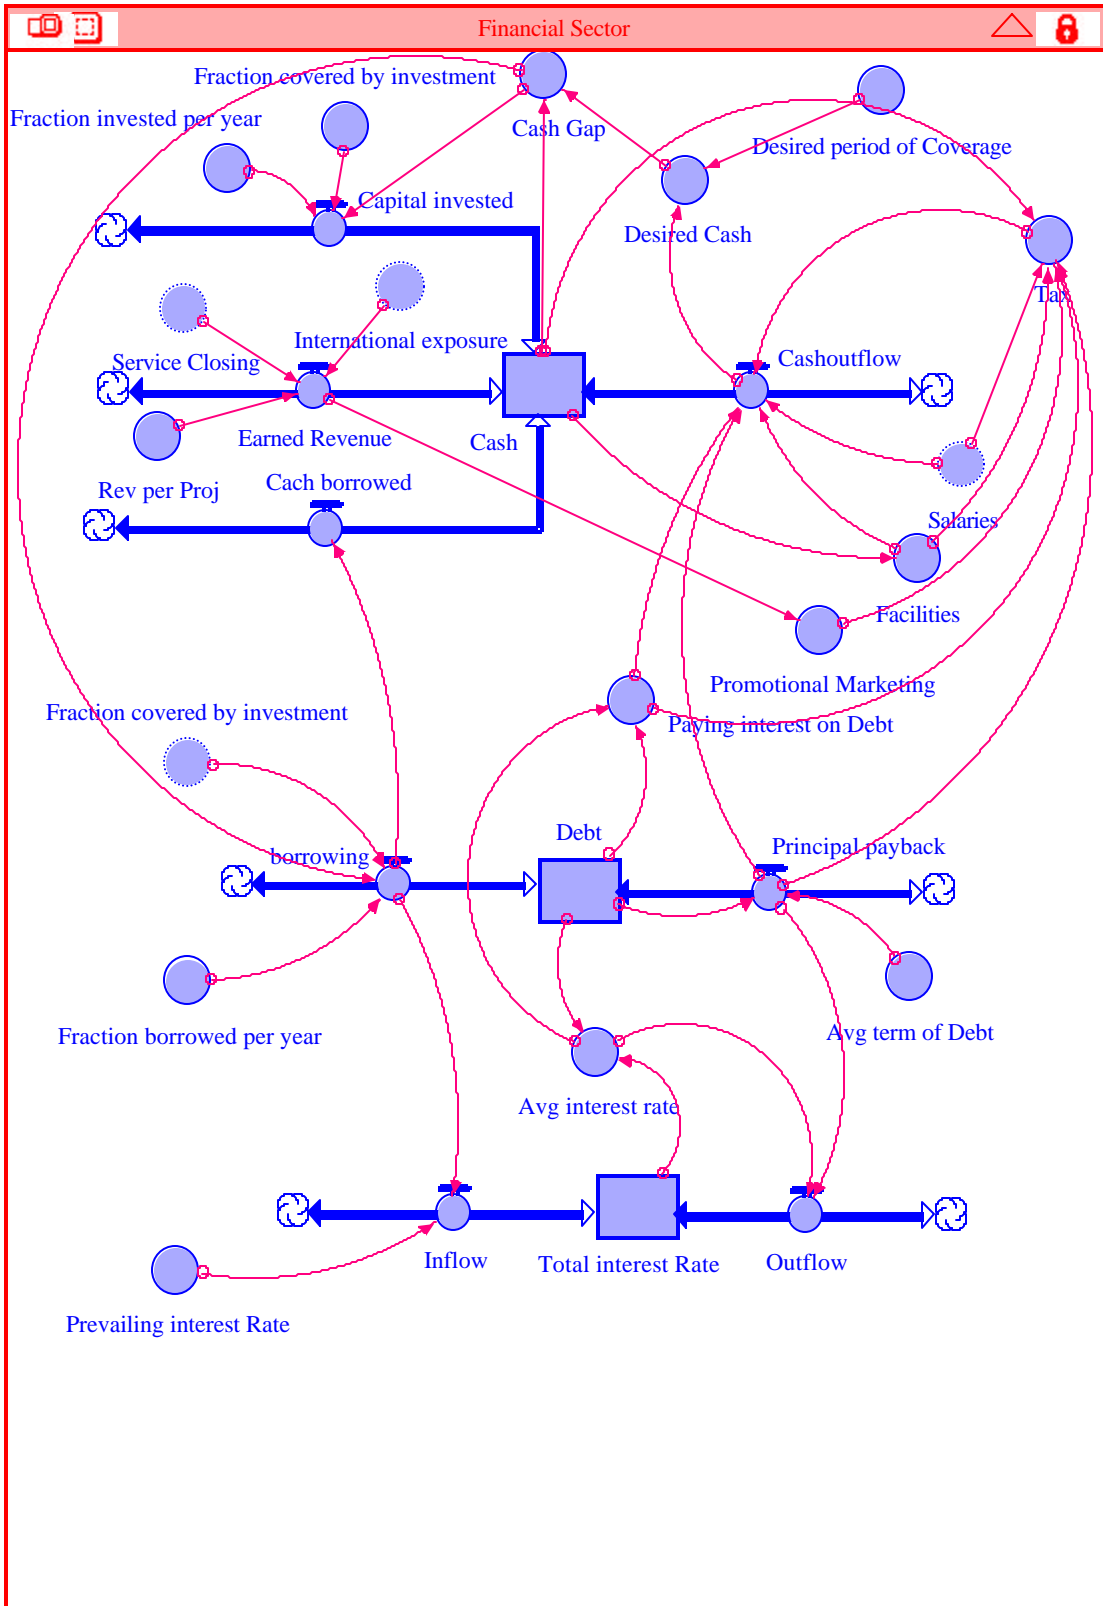 Financial Sector
Fraction covered by investment
Fraction invested per year
Cash Gap
Desired period of Coverage
Capital invested
Desired Cash
Tax
International exposure
Service Closing
Cashoutflow
Earned Revenue
Cash
Rev per Proj
Cach borrowed
Salaries
Facilities
Promotional Marketing
Fraction covered by investment
Paying interest on Debt
Debt
Principal payback
borrowing
Fraction borrowed per year
Avg term of Debt
Avg interest rate
Inflow
Total interest Rate
Outflow
Prevailing interest Rate